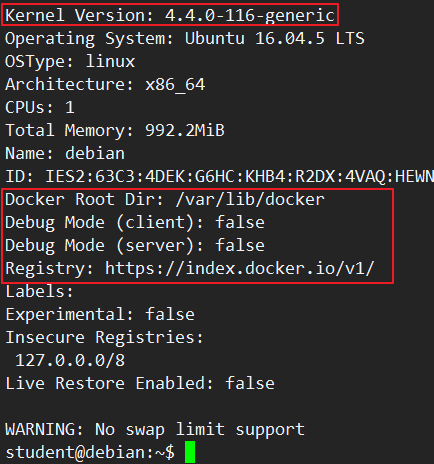 Kernel Version: 4.4.0-116-generic
Operating System: Ubuntu 16.04.5 LTS
OSType: linux
Architecture: x86_64
CPUs: 1
Total Memory: 992.2MiB
Name: debian
ID: IES2:63C3:4DEK:G6HC:KHB4:R2DX:4VAQ:HEWN
Docker Root Dir: /var/lib/docker
Debug Mode (client): false
Debug Mode (server): false
Registry: https://index.docker.io/v1/
Labels:
Experimental: false
Insecure Registries:
 127.0.0.0/8
Live Restore Enabled: false
WARNING: No swap limit support
student@debian:~$